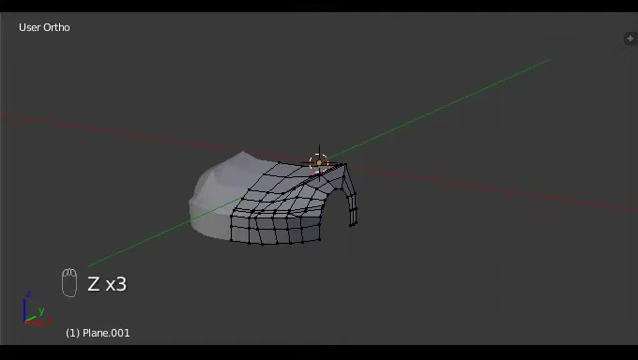 User Ortho
Z x3
z
y
(1) Plane.001